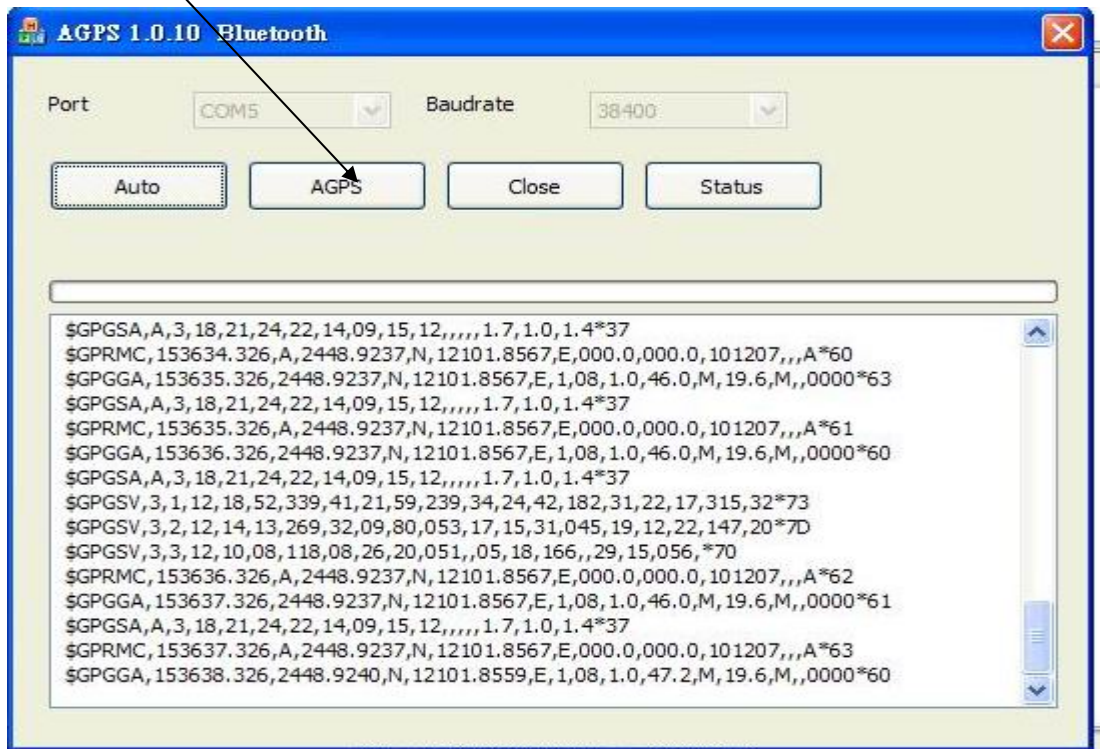 AGPS 1.0.10 Bluetooth
Port COM5 Baudrate 38400
Auto AGPS Close Status
$GPGSA,A,3,18,21,24,22,14,09,15,12,,,,,1.7,1.0,1.4*37
$GPRMC,153634.326,A,2448.9237,N,12101.8567,E,000.0,000.0,101207,,,A*60
$GPGGA,153635.326,2448.9237,N,12101.8567,E,1,08,1.0,46.0,M,19.6,M,,0000*63
$GPGSA,A,3,18,21,24,22,14,09,15,12,,,,,1.7,1.0,1.4*37
$GPRMC,153635.326,A,2448.9237,N,12101.8567,E,000.0,000.0,101207,,,A*61
$GPGGA,153636.326,2448.9237,N,12101.8567,E,1,08,1.0,46.0,M,19.6,M,,0000*60
$GPGSA,A,3,18,21,24,22,14,09,15,12,,,,,1.7,1.0,1.4*37
$GPGSV,3,1,12,18,52,339,41,21,59,239,34,24,42,182,31,22,17,315,32*73
$GPGSV,3,2,12,14,13,269,32,09,80,053,17,15,31,045,19,12,22,147,20*7D
$GPGSV,3,3,12,10,08,118,08,26,20,051,,05,18,166,,29,15,056,*70
$GPRMC,153636.326,A,2448.9237,N,12101.8567,E,000.0,000.0,101207,,,A*62
$GPGGA,153637.326,2448.9237,N,12101.8567,E,1,08,1.0,46.0,M,19.6,M,,0000*61
$GPGSA,A,3,18,21,24,22,14,09,15,12,,,,,1.7,1.0,1.4*37
$GPRMC,153637.326,A,2448.9237,N,12101.8567,E,000.0,000.0,101207,,,A*63
$GPGGA,153638.326,2448.9240,N,12101.8559,E,1,08,1.0,47.2,M,19.6,M,,0000*60